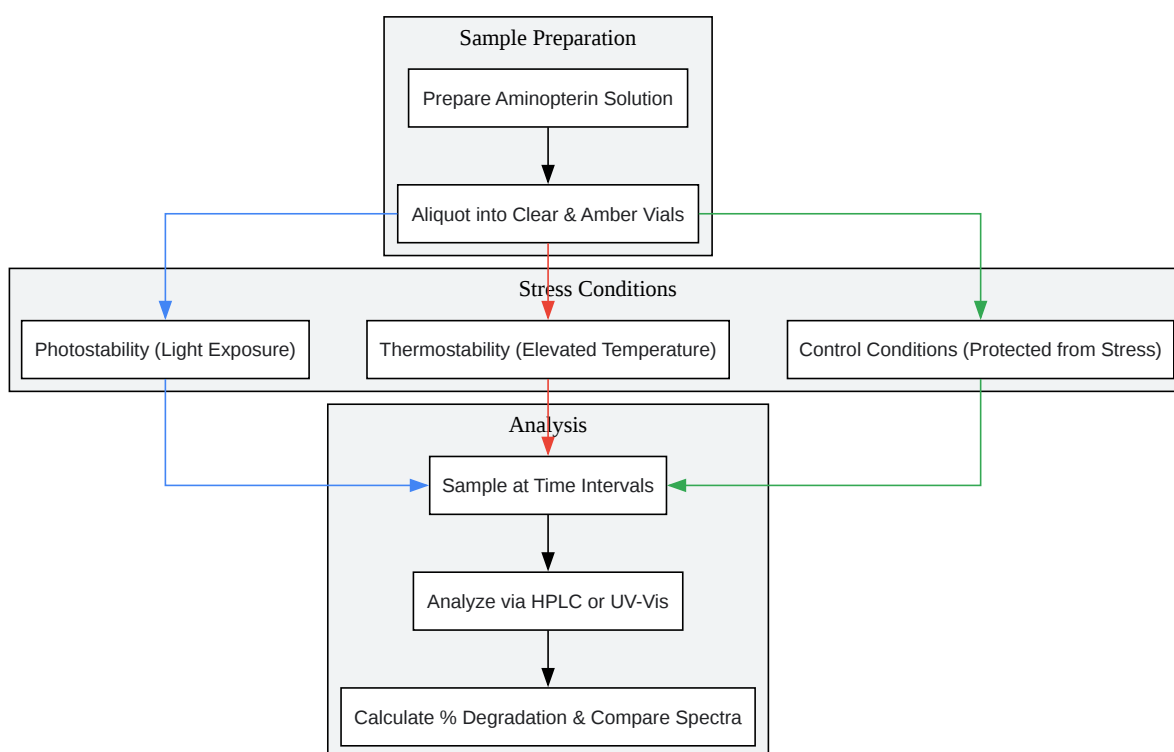 Sample Preparation
Prepare Aminopterin Solution
Aliquot into Clear & Amber Vials
Stress Conditions
Photostability (Light Exposure)
Thermostability (Elevated Temperature)
Control Conditions (Protected from Stress)
Analysis
Sample at Time Intervals
Analyze via HPLC or UV-Vis
Calculate % Degradation & Compare Spectra